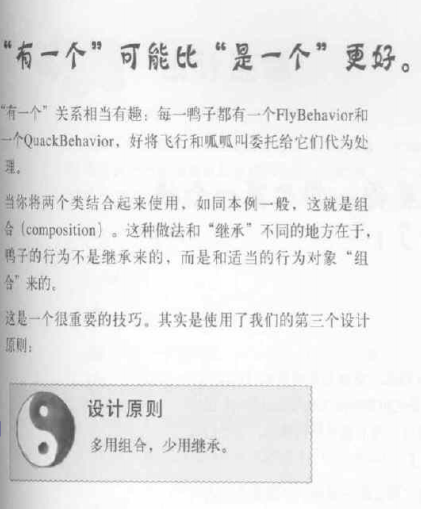 “有一个”可能比“是一个”更好。
“有一个”关系相当有趣：每一鸭子都有一个FlyBehavior和
一个QuackBehavior，好将飞行和呱呱叫委托给它们代为处
理。
当你将两个类结合起来使用，如同本例一般，这就是组
合（composition）。这种做法和“继承”不同的地方在于，
鸭子的行为不是继承来的，而是和适当的行为对象“组
合”来的。
这是一个很重要的技巧。其实是使用了我们的第三个设计
原则：
设计原则
多用组合，少用继承。